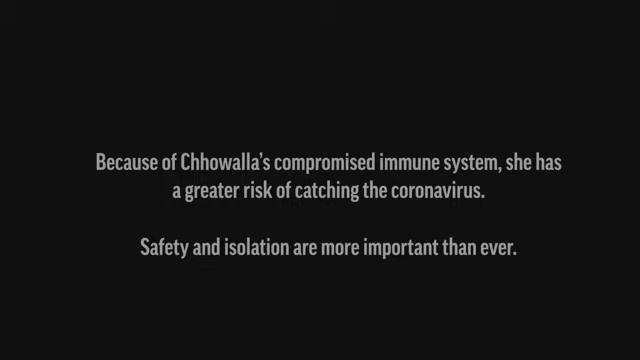 Because of Chhowalla's compromised immune system, she has
a greater risk of catching the coronavirus.
Safety and isolation are more important than ever.